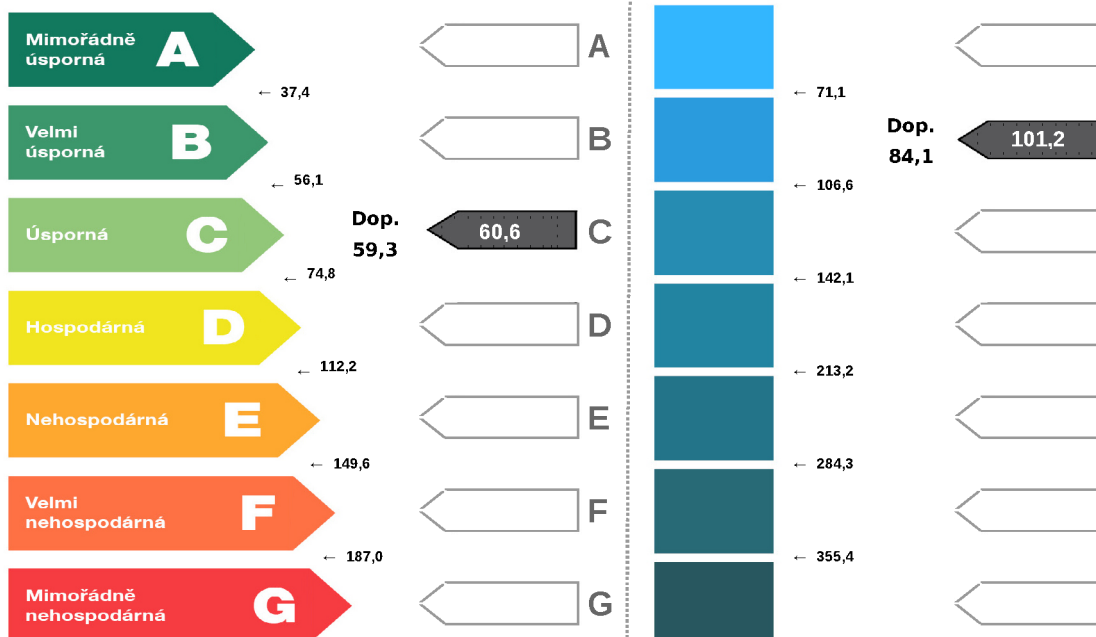 Mimořádně
úsporná
A
A
← 37,4
← 71,1
Velmi
úsporná
B
B
Dop.
84,1
101,2
← 56,1
← 106,6
Úsporná
C
Dop.
59,3
60,6
C
← 74,8
← 142,1
Hospodárná
D
D
← 112,2
← 213,2
Nehospodárná
E
E
← 149,6
← 284,3
Velmi
nehospodárná
F
F
← 187,0
← 355,4
Mimořádně
nehospodárná
G
G